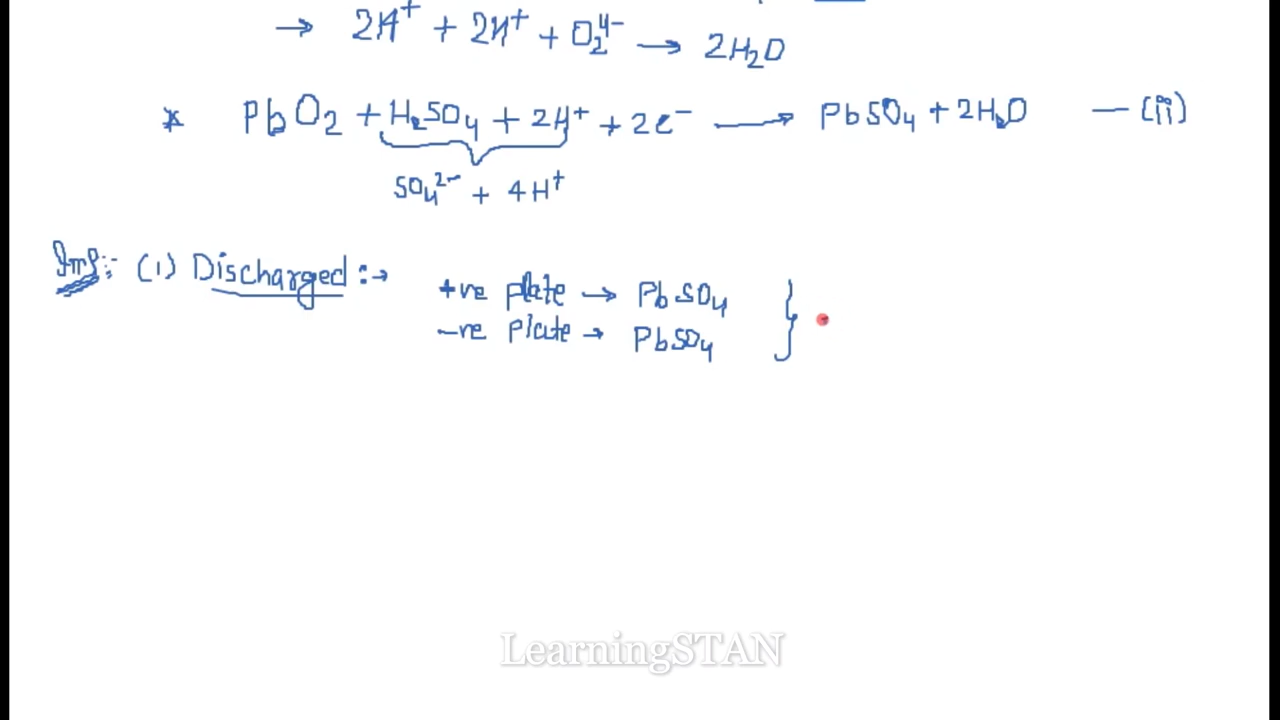 → 2H⁺ + 2H⁺ + O₂⁴⁻ → 2H₂O
* PbO₂ + H₂SO₄ + 2H⁺ + 2e⁻ → PbSO₄ + 2H₂O — (ii)
SO₄²⁻ + 4H⁺
Imp:- (1) Discharged :→
+ve plate → PbSO₄
-ve plate → PbSO₄
LearningSTAN